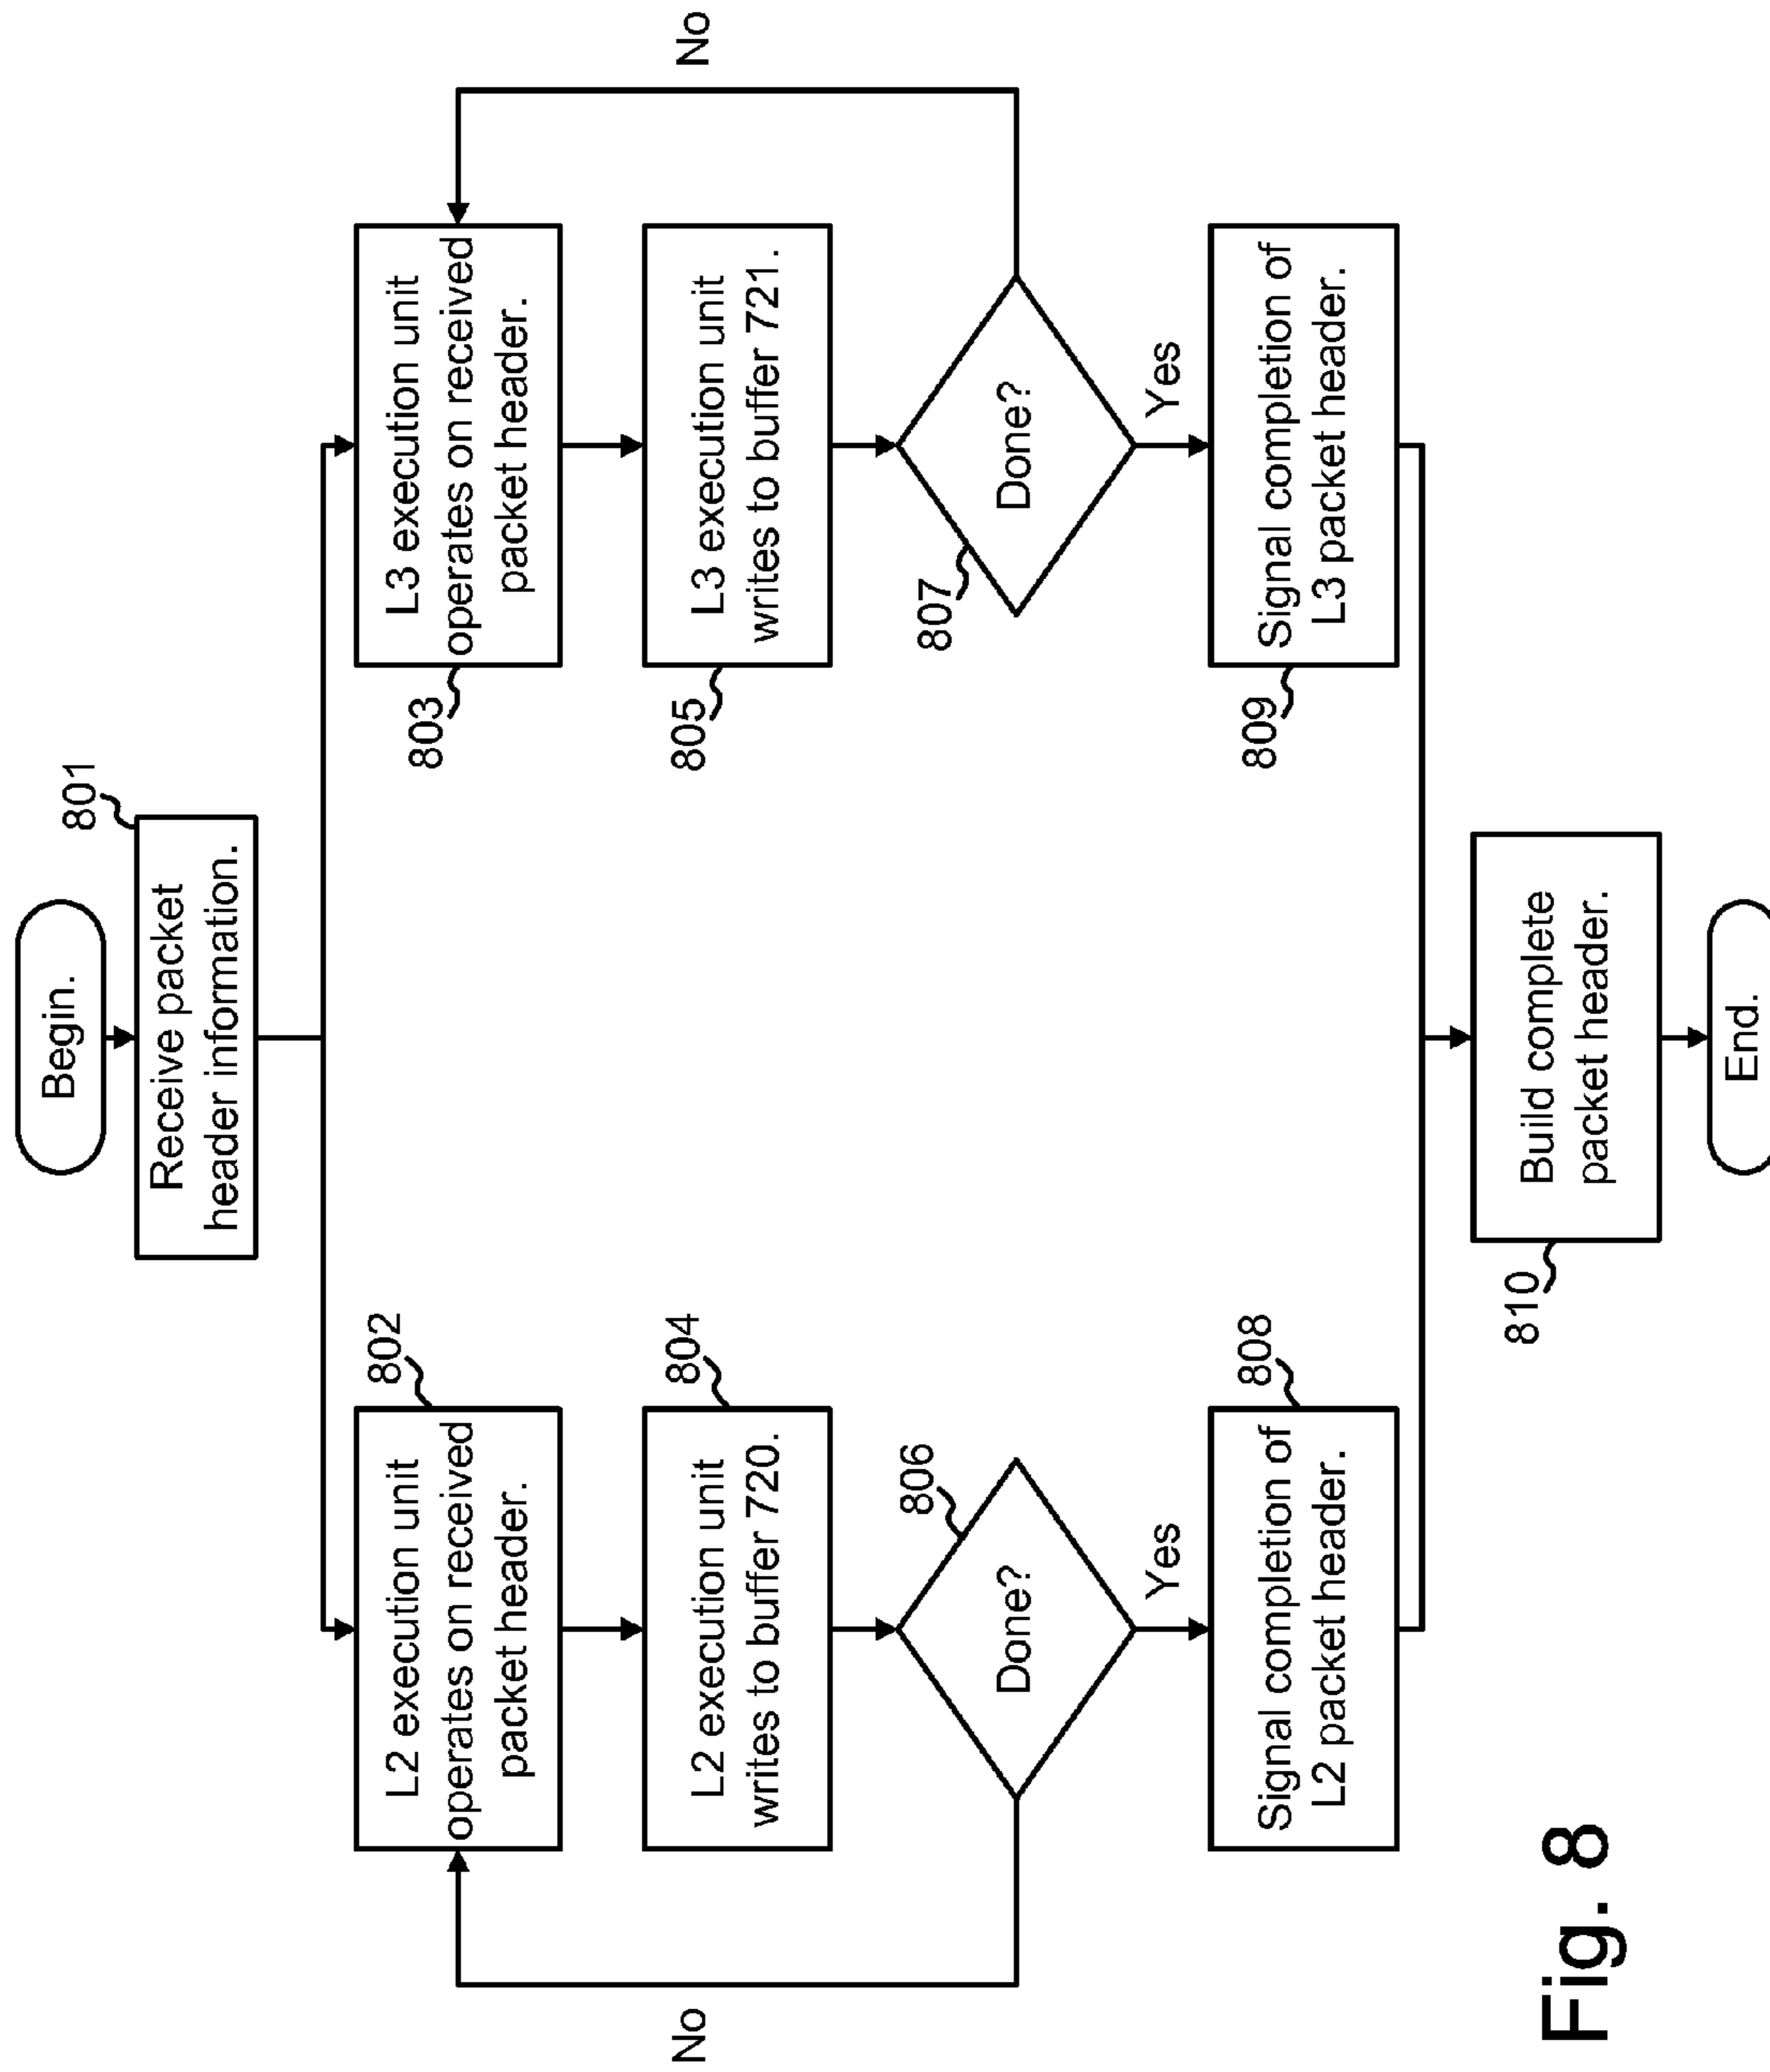 Begin.
801
Receive packet
header information.
802
L2 execution unit
operates on received
packet header.
803
L3 execution unit
operates on received
packet header.
804
L2 execution unit
writes to buffer 720.
805
L3 execution unit
writes to buffer 721.
No
806
Done?
Yes
807
Done?
Yes
No
808
Signal completion of
L2 packet header.
809
Signal completion of
L3 packet header.
810
Build complete
packet header.
End.
Fig. 8